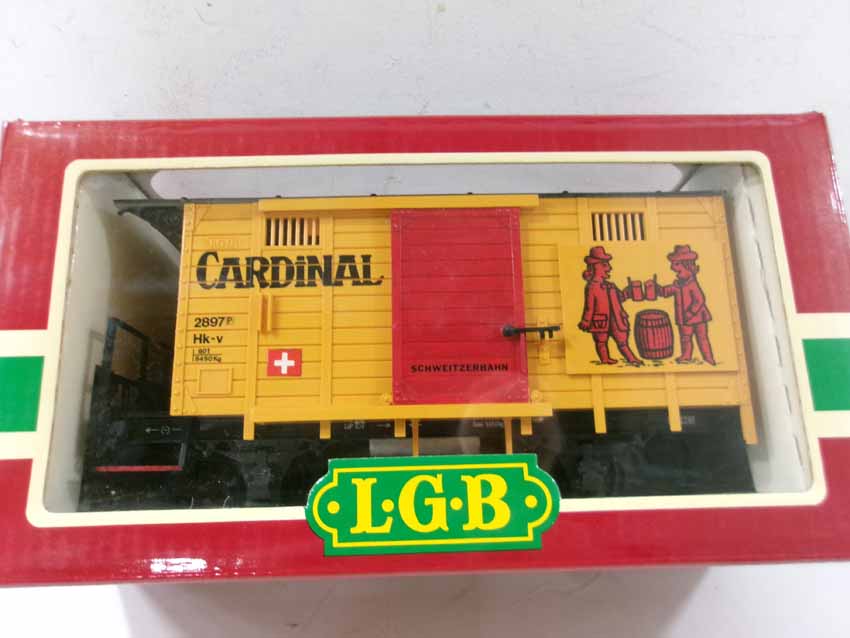 CARDINAL
2897 P
Hk-v
SCHWEITZERBAHN
L·G·B